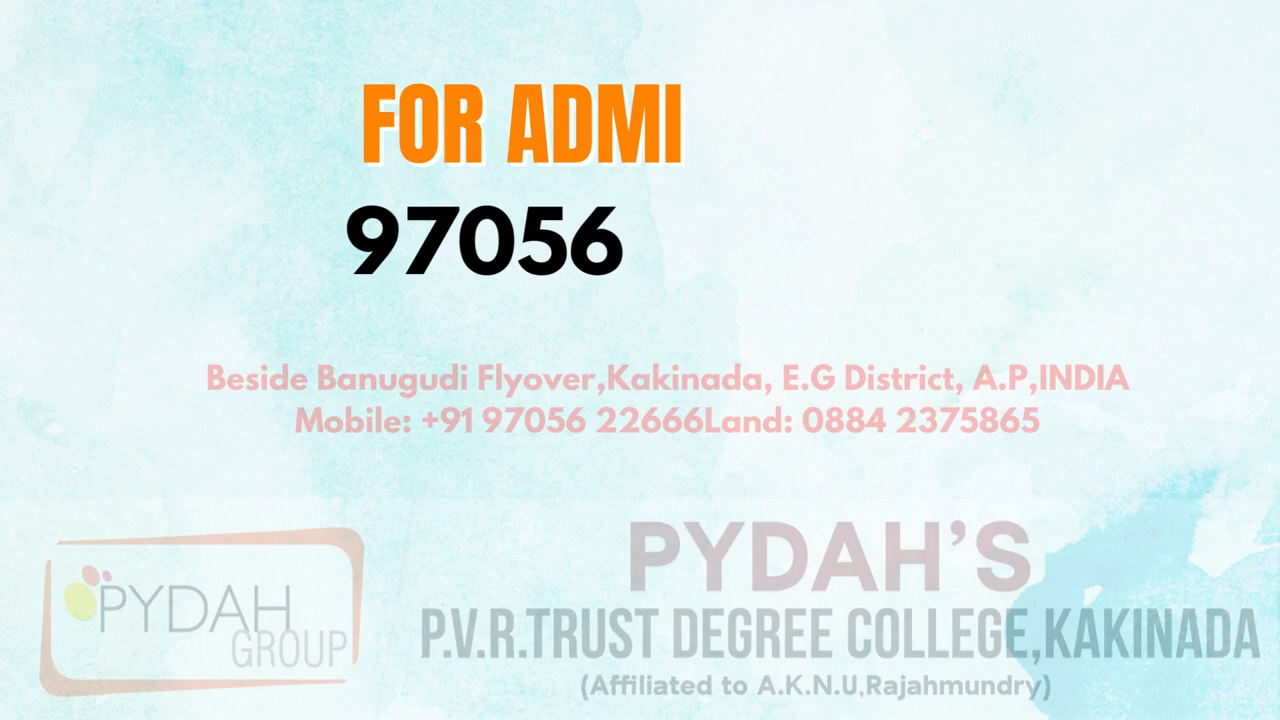 FOR ADMI
97056
Beside Banugudi Flyover,Kakinada, E.G District, A.P,INDIA
Mobile: +91 97056 22666Land: 0884 2375865
PYDAH
GROUP
PYDAH’S
P.V.R.TRUST DEGREE COLLEGE,KAKINADA
(Affiliated to A.K.N.U,Rajahmundry)